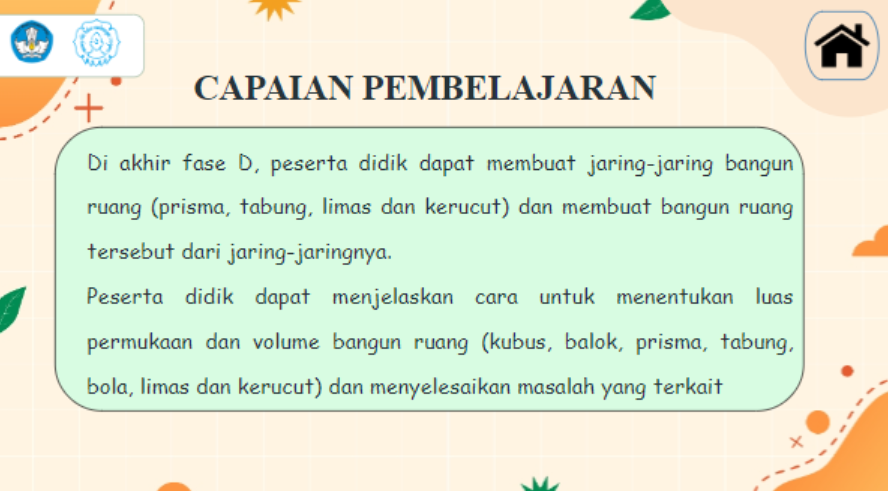 CAPAIAN PEMBELAJARAN
Di akhir fase D, peserta didik dapat membuat jaring-jaring bangun
ruang (prisma, tabung, limas dan kerucut) dan membuat bangun ruang
tersebut dari jaring-jaringnya.
Peserta didik dapat menjelaskan cara untuk menentukan luas
permukaan dan volume bangun ruang (kubus, balok, prisma, tabung,
bola, limas dan kerucut) dan menyelesaikan masalah yang terkait